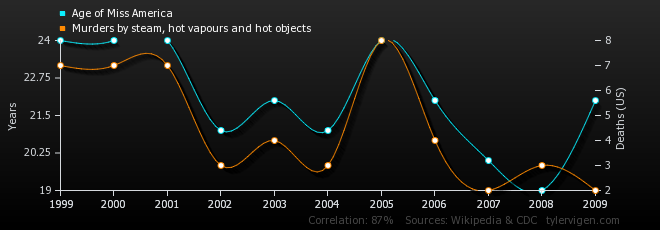 Age of Miss America
Murders by steam, hot vapours and hot objects
24
22.75
21.5
20.25
19
Years
8
7
6
5
4
3
2
Deaths (US)
1999 2000 2001 2002 2003 2004 2005 2006 2007 2008 2009
Correlation: 87% Sources: Wikipedia & CDC tylervigen.com